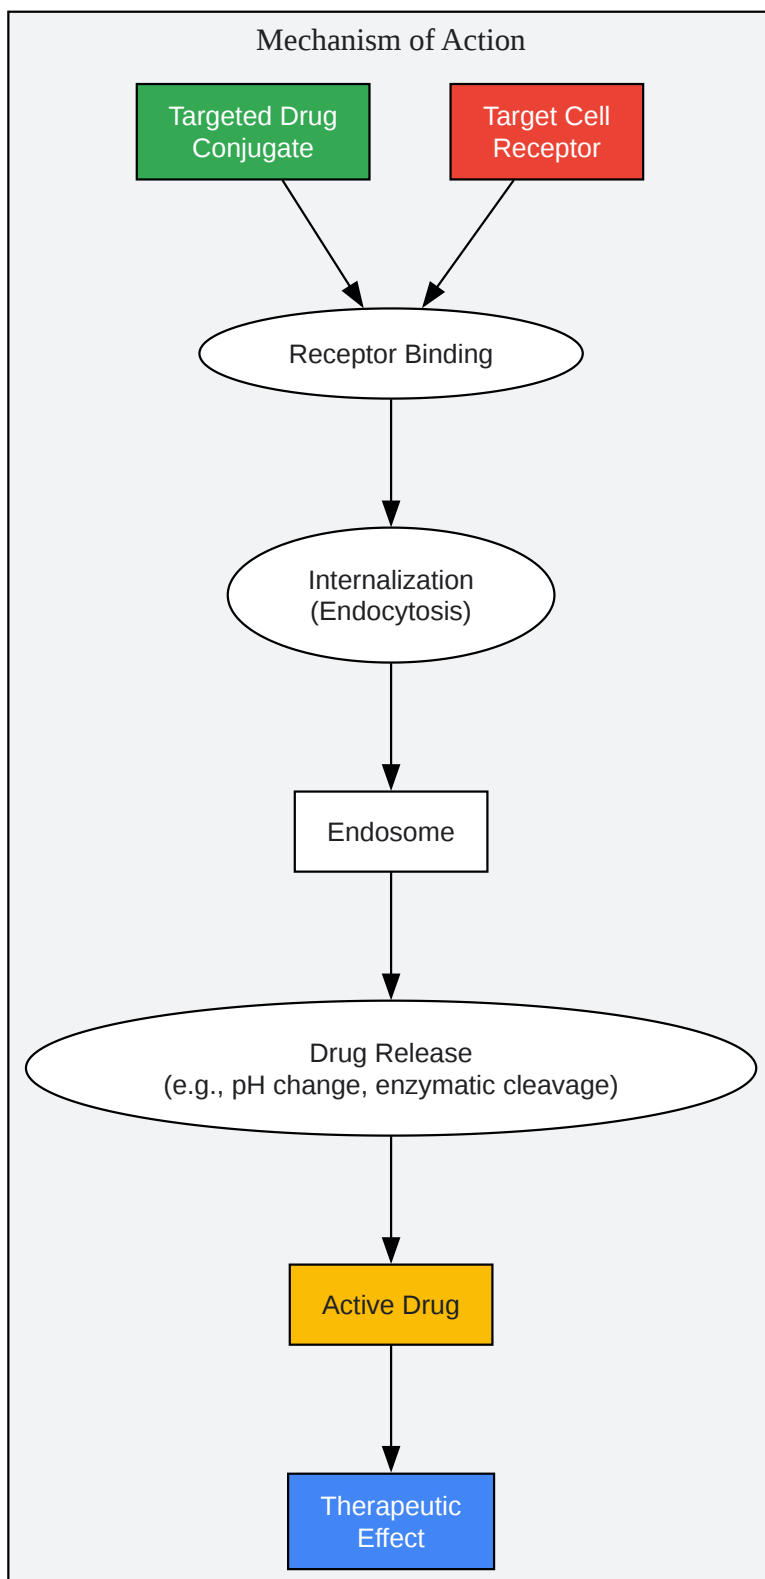 Mechanism of Action
Targeted Drug
Conjugate
Target Cell
Receptor
Receptor Binding
Internalization
(Endocytosis)
Endosome
Drug Release
(e.g., pH change, enzymatic cleavage)
Active Drug
Therapeutic
Effect